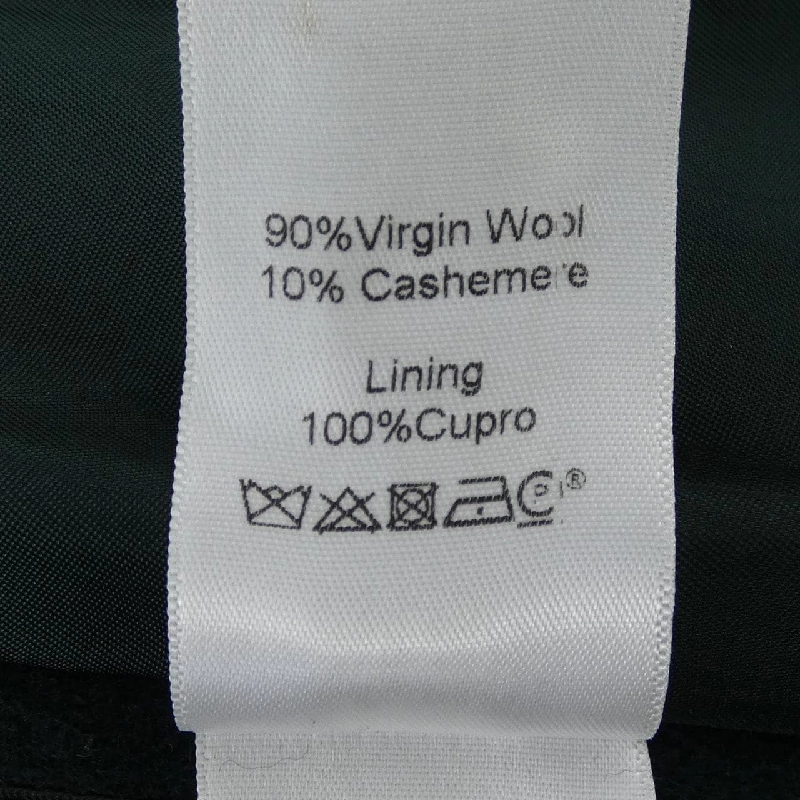 90%Virgin Wool
10% Cashemere
Lining
100%Cupro
P ®